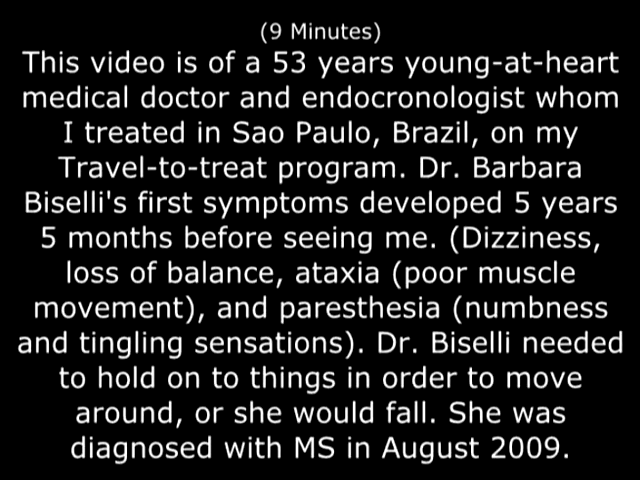 (9 Minutes)
This video is of a 53 years young-at-heart
medical doctor and endocronologist whom
I treated in Sao Paulo, Brazil, on my
Travel-to-treat program. Dr. Barbara
Biselli's first symptoms developed 5 years
5 months before seeing me. (Dizziness,
loss of balance, ataxia (poor muscle
movement), and paresthesia (numbness
and tingling sensations). Dr. Biselli needed
to hold on to things in order to move
around, or she would fall. She was
diagnosed with MS in August 2009.